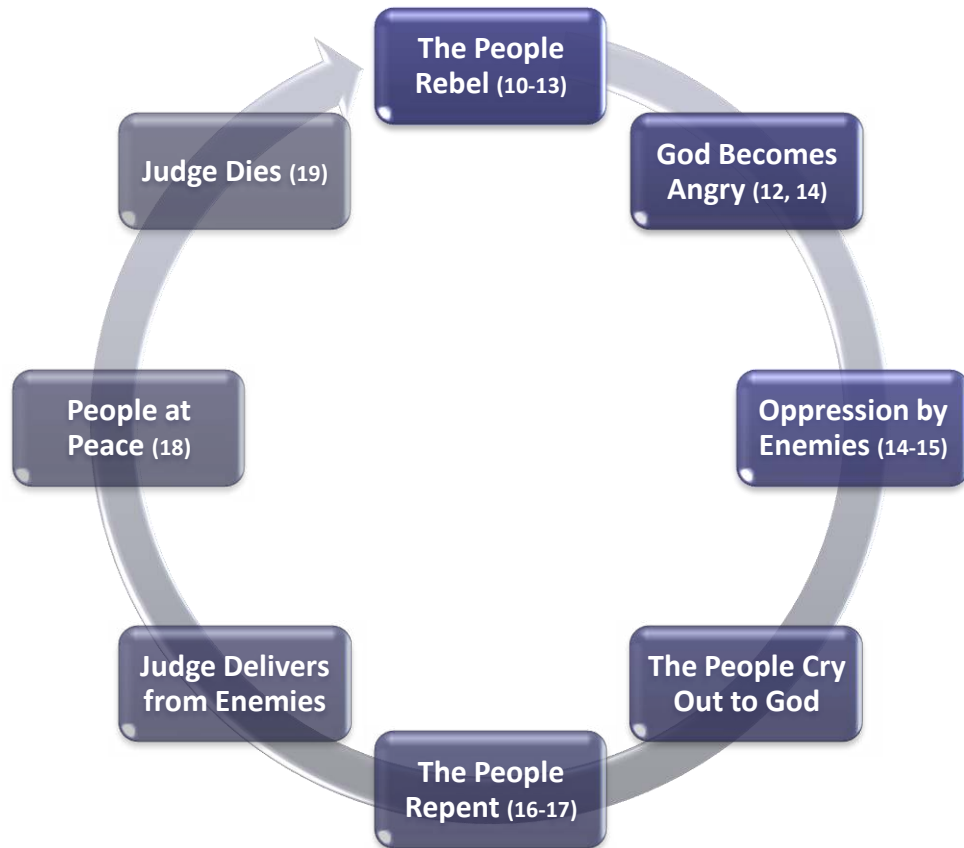 The People
Rebel (10-13)
God Becomes
Angry (12, 14)
Oppression by
Enemies (14-15)
The People Cry
Out to God
The People
Repent (16-17)
Judge Delivers
from Enemies
People at
Peace (18)
Judge Dies (19)